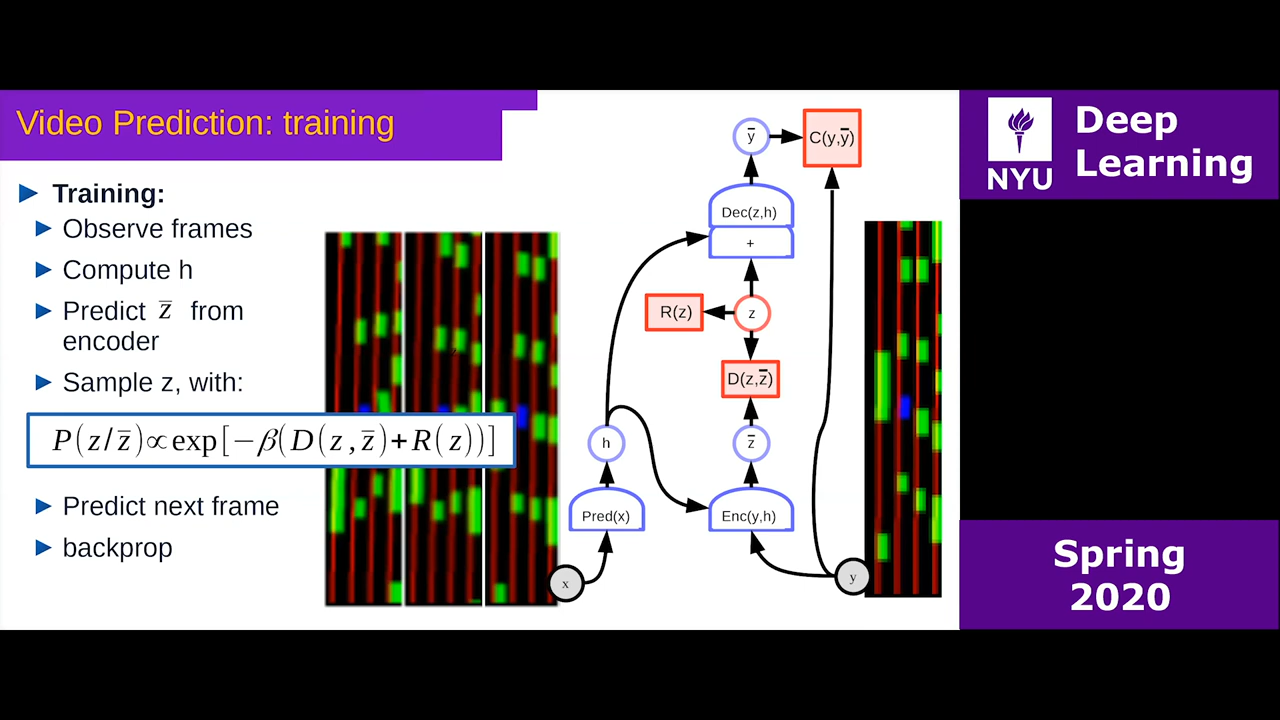 Video Prediction: training
Training:
Observe frames
Compute h
Predict z̄ from
encoder
Sample z, with:
P(z/z̄)∝exp[−β(D(z,z̄)+R(z))]
Predict next frame
backprop
ȳ
C(y,ȳ)
Dec(z,h)
+
R(z)
z
D(z,z̄)
h
z̄
Pred(x)
Enc(y,h)
x
y
NYU
Deep
Learning
Spring
2020